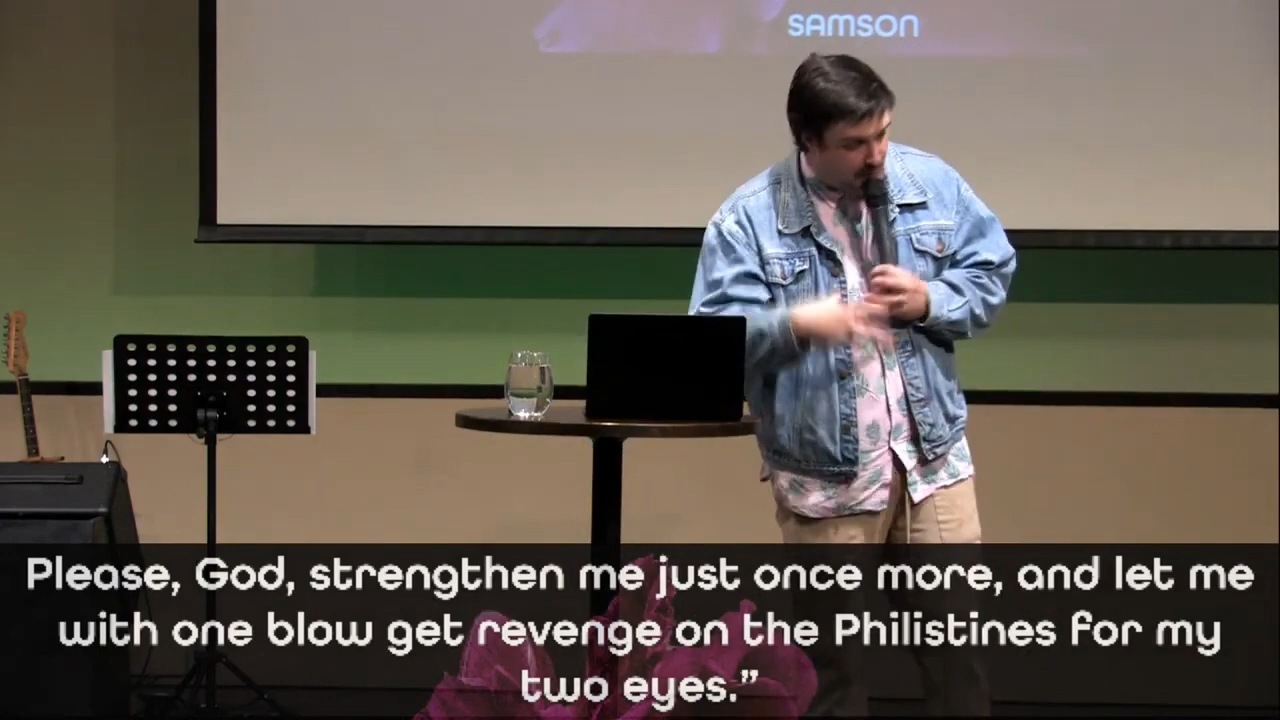 SAMSON
Please, God, strengthen me just once more, and let me
with one blow get revenge on the Philistines for my
two eyes.”